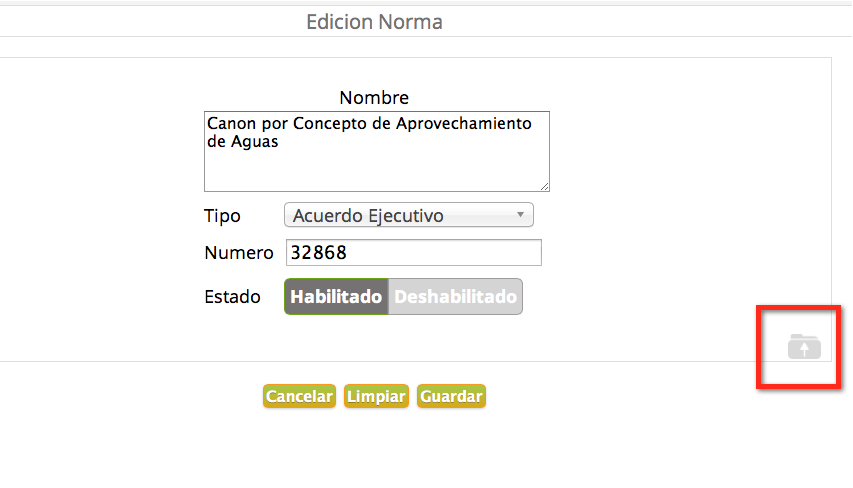 Edicion Norma
Nombre
Canon por Concepto de Aprovechamiento
de Aguas
Tipo Acuerdo Ejecutivo
Numero 32868
Estado Habilitado Deshabilitado
Cancelar Limpiar Guardar